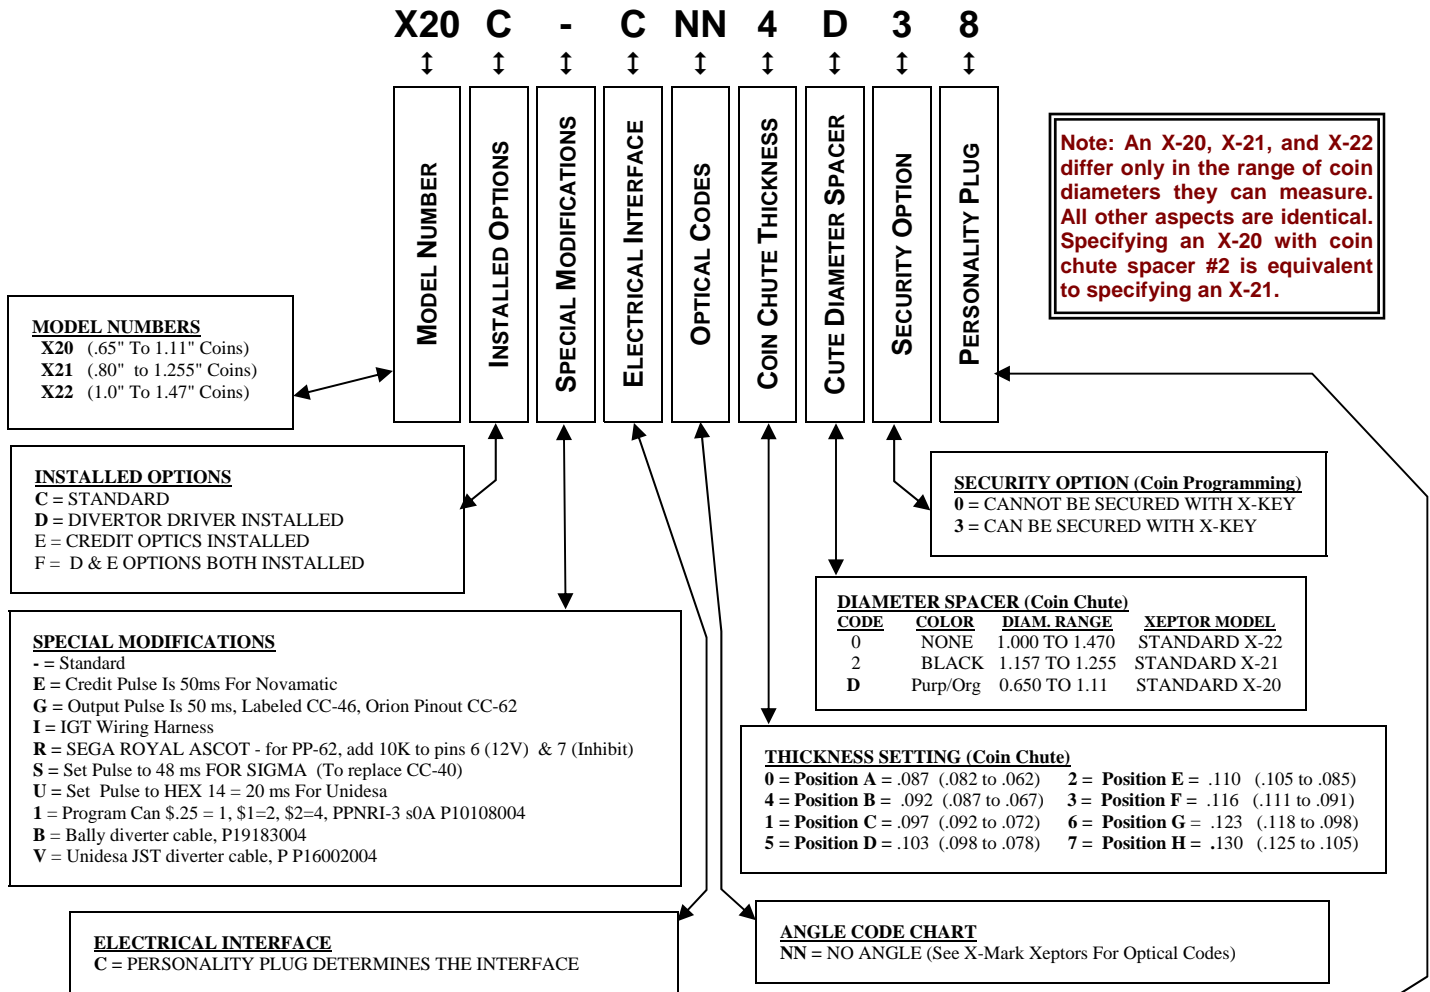 X20 C - C NN 4 D 3 8
MODEL NUMBER
INSTALLED OPTIONS
SPECIAL MODIFICATIONS
ELECTRICAL INTERFACE
OPTICAL CODES
COIN CHUTE THICKNESS
CUTE DIAMETER SPACER
SECURITY OPTION
PERSONALITY PLUG
Note: An X-20, X-21, and X-22
differ only in the range of coin
diameters they can measure.
All other aspects are identical.
Specifying an X-20 with coin
chute spacer #2 is equivalent
to specifying an X-21.
MODEL NUMBERS
X20 (.65" To 1.11" Coins)
X21 (.80" to 1.255" Coins)
X22 (1.0" To 1.47" Coins)
INSTALLED OPTIONS
C = STANDARD
D = DIVERTOR DRIVER INSTALLED
E = CREDIT OPTICS INSTALLED
F = D & E OPTIONS BOTH INSTALLED
SECURITY OPTION (Coin Programming)
0 = CANNOT BE SECURED WITH X-KEY
3 = CAN BE SECURED WITH X-KEY
DIAMETER SPACER (Coin Chute)
CODE COLOR DIAM. RANGE XEPTOR MODEL
0 NONE 1.000 TO 1.470 STANDARD X-22
2 BLACK 1.157 TO 1.255 STANDARD X-21
D Purp/Org 0.650 TO 1.11 STANDARD X-20
SPECIAL MODIFICATIONS
- = Standard
E = Credit Pulse Is 50ms For Novamatic
G = Output Pulse Is 50 ms, Labeled CC-46, Orion Pinout CC-62
I = IGT Wiring Harness
R = SEGA ROYAL ASCOT - for PP-62, add 10K to pins 6 (12V) & 7 (Inhibit)
S = Set Pulse to 48 ms FOR SIGMA (To replace CC-40)
U = Set Pulse to HEX 14 = 20 ms For Unidesa
1 = Program Can $.25 = 1, $1=2, $2=4, PPNRI-3 s0A P10108004
B = Bally diverter cable, P19183004
V = Unidesa JST diverter cable, P P16002004
THICKNESS SETTING (Coin Chute)
0 = Position A = .087 (.082 to .062) 2 = Position E = .110 (.105 to .085)
4 = Position B = .092 (.087 to .067) 3 = Position F = .116 (.111 to .091)
1 = Position C = .097 (.092 to .072) 6 = Position G = .123 (.118 to .098)
5 = Position D = .103 (.098 to .078) 7 = Position H = .130 (.125 to .105)
ELECTRICAL INTERFACE
C = PERSONALITY PLUG DETERMINES THE INTERFACE
ANGLE CODE CHART
NN = NO ANGLE (See X-Mark Xeptors For Optical Codes)